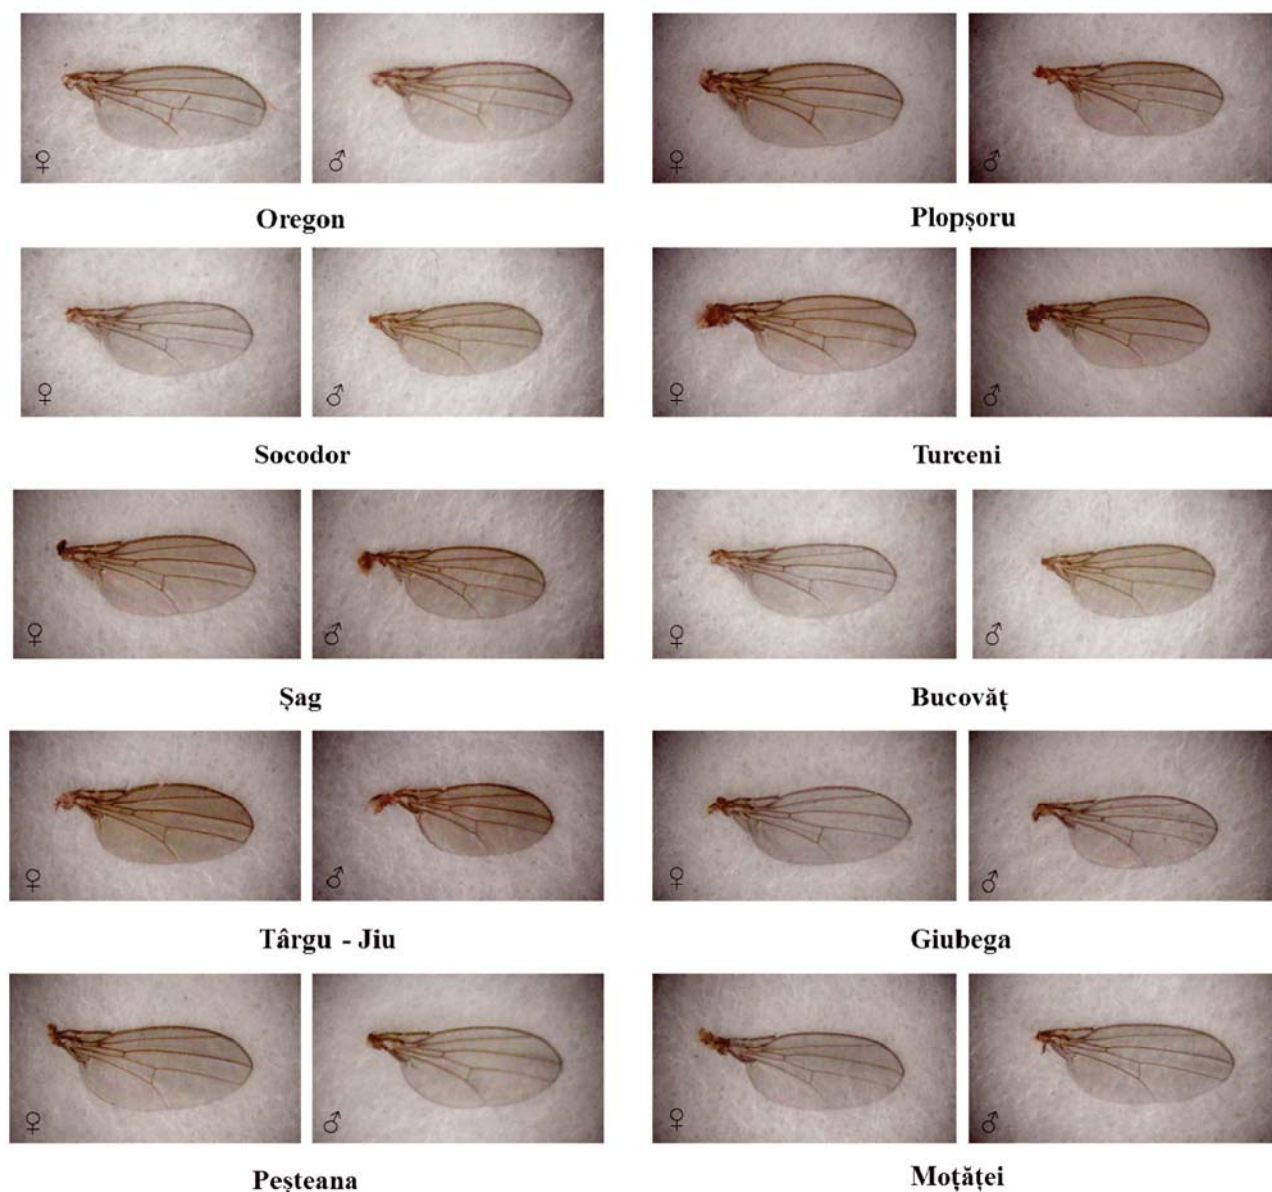 ♀ ♂ ♀ ♂
Oregon Plopșoru
♀ ♂ ♀ ♂
Socodor Turceni
♀ ♂ ♀ ♂
Șag Bucovăț
♀ ♂ ♀ ♂
Târgu - Jiu Giubega
♀ ♂ ♀ ♂
Peșteana Moțăței